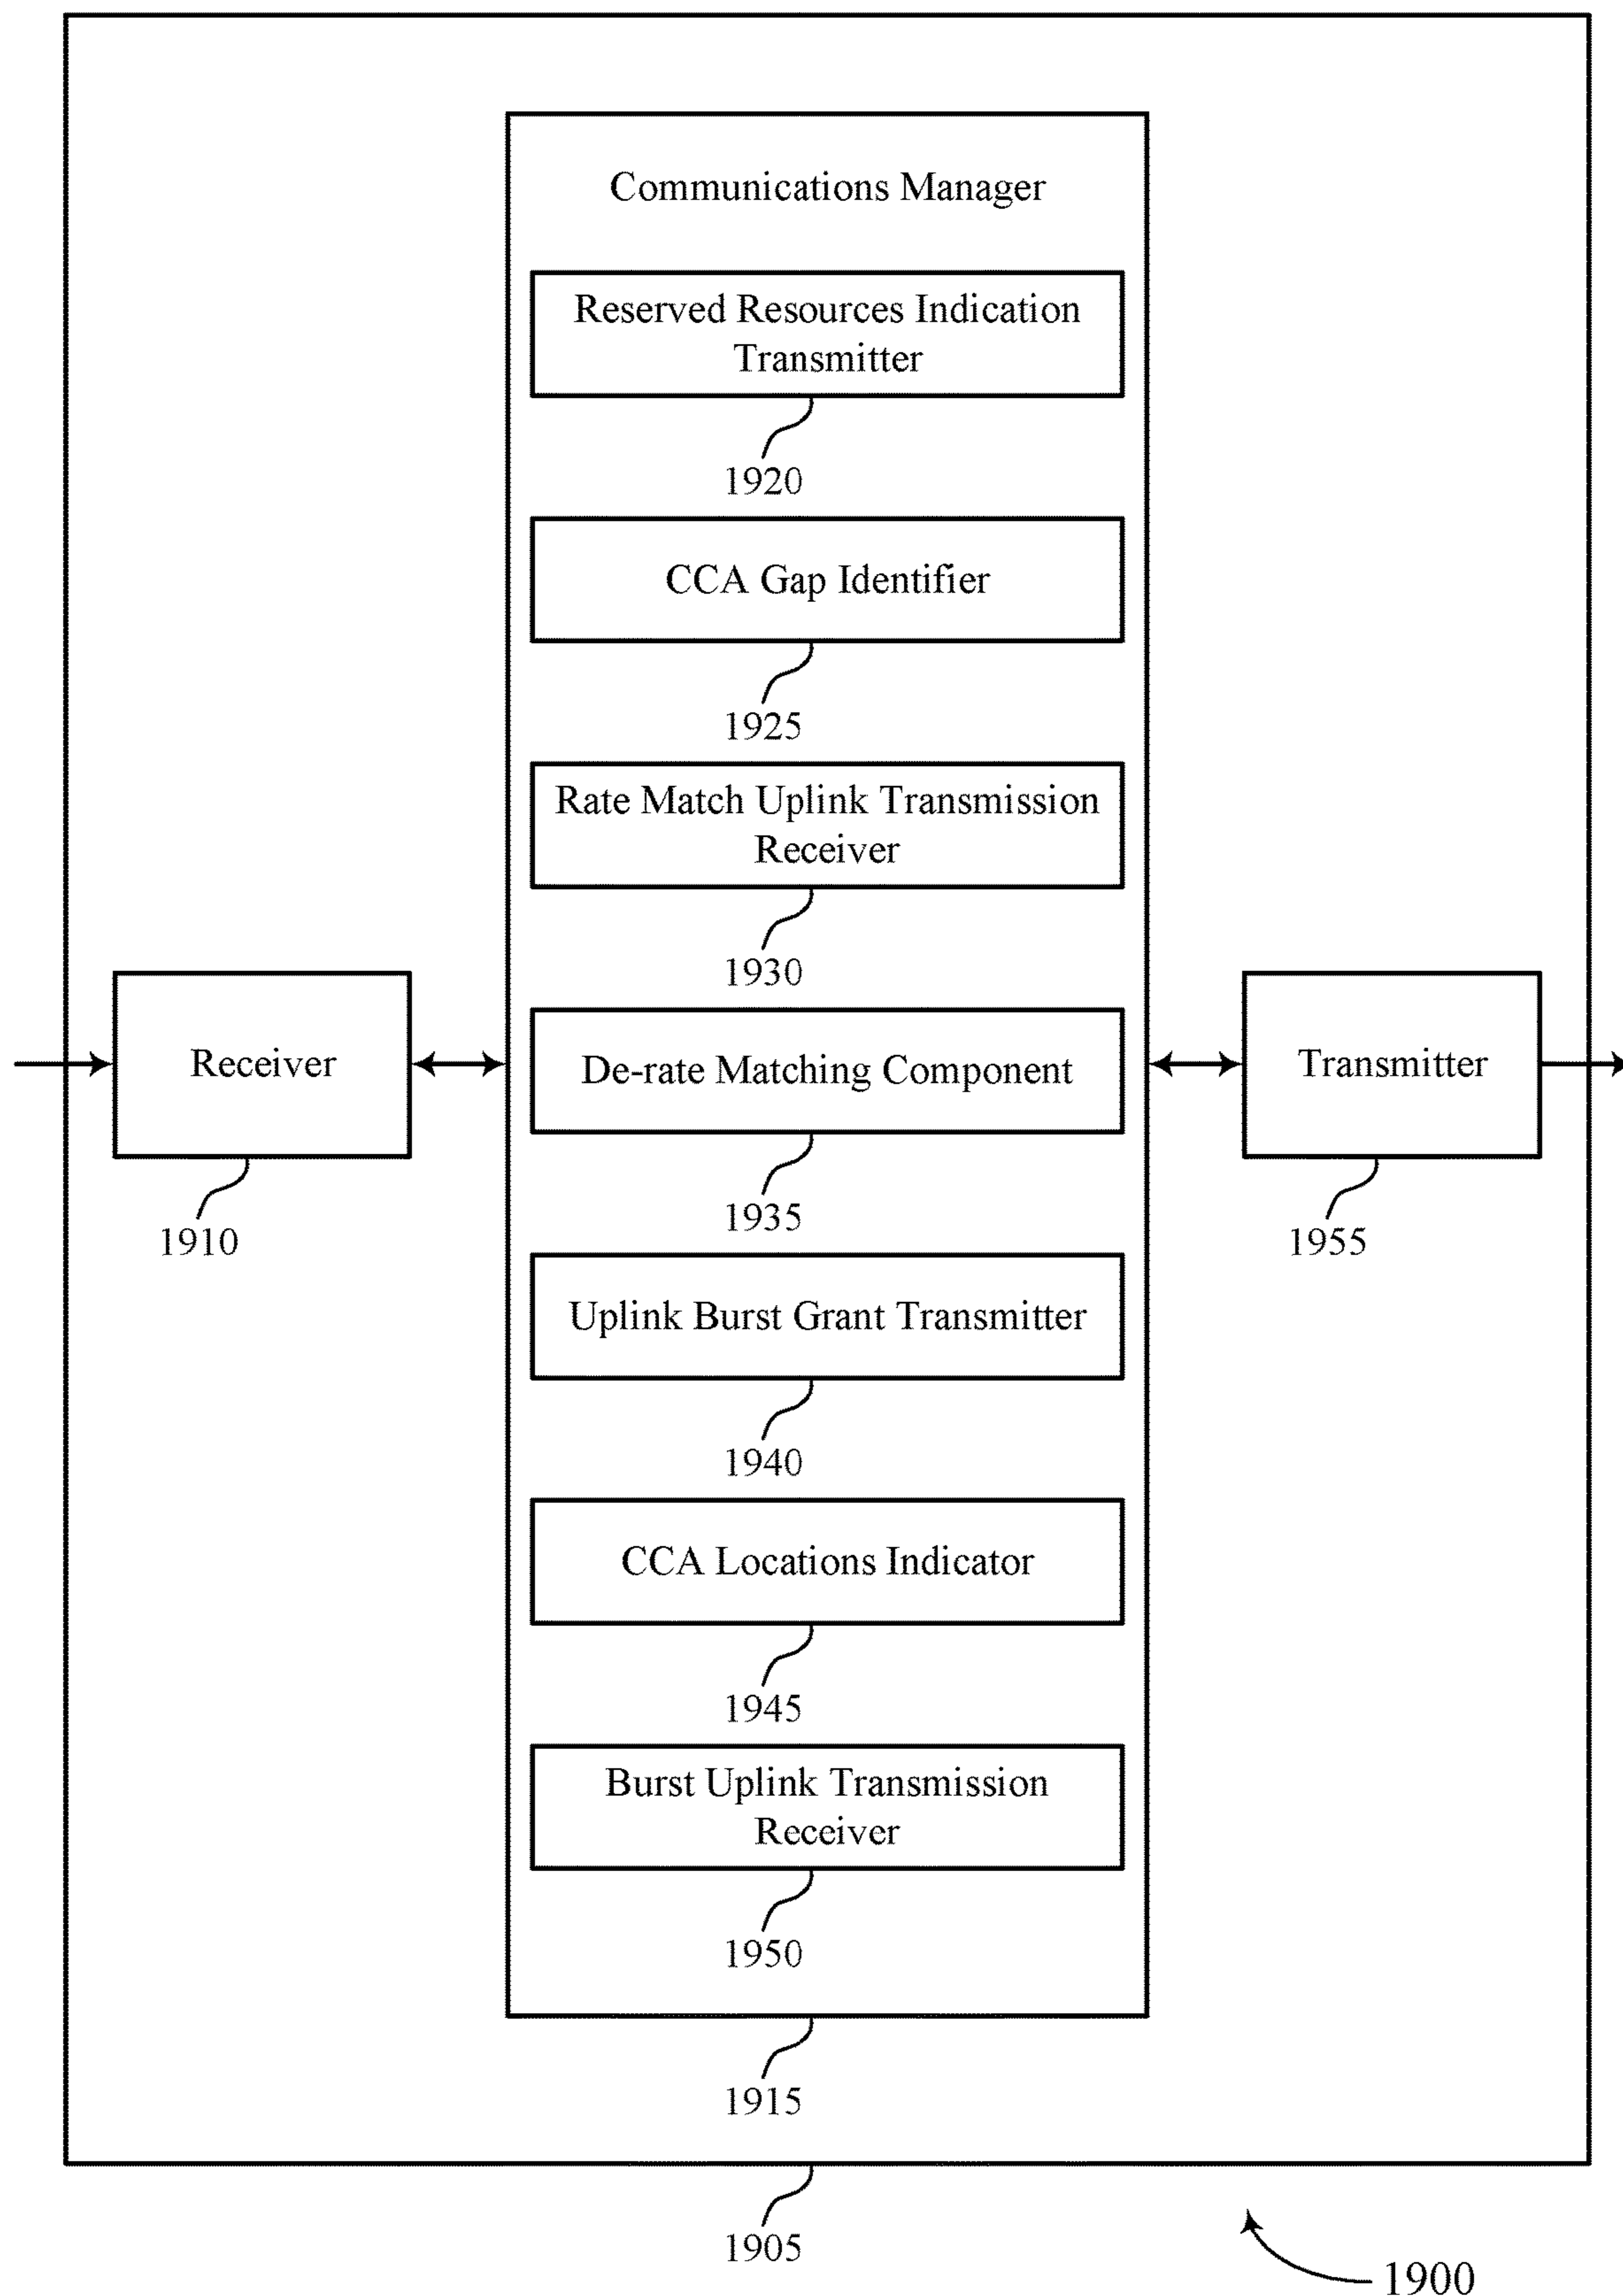 Communications Manager
Reserved Resources Indication
Transmitter
1920
CCA Gap Identifier
1925
Rate Match Uplink Transmission
Receiver
1930
Receiver
1910
De-rate Matching Component
1935
Transmitter
1955
Uplink Burst Grant Transmitter
1940
CCA Locations Indicator
1945
Burst Uplink Transmission
Receiver
1950
1915
1905
1900